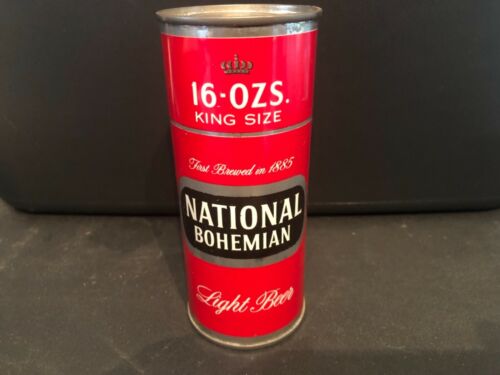 16-OZS.
KING SIZE
First Brewed in 1885
NATIONAL
BOHEMIAN
Light Beer